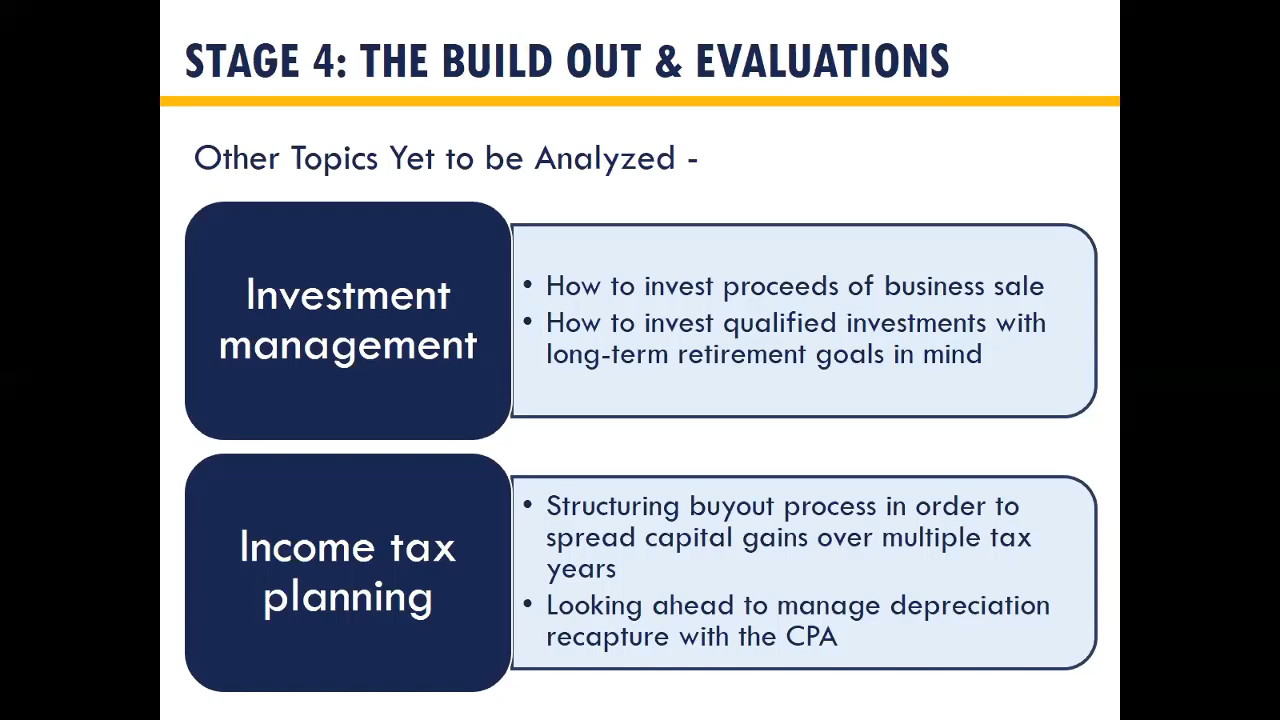 STAGE 4: THE BUILD OUT & EVALUATIONS
Other Topics Yet to be Analyzed -
Investment
management
• How to invest proceeds of business sale
• How to invest qualified investments with
long-term retirement goals in mind
Income tax
planning
• Structuring buyout process in order to
spread capital gains over multiple tax
years
• Looking ahead to manage depreciation
recapture with the CPA